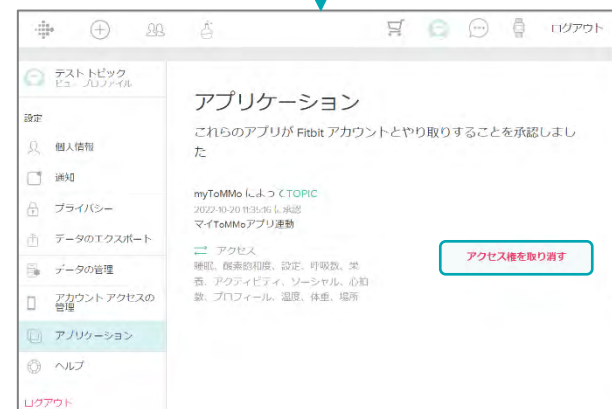 ログアウト
テスト トピック
ビュー プロファイル
設定
個人情報
通知
プライバシー
データのエクスポート
データの管理
アカウント アクセスの
管理
アプリケーション
ヘルプ
ログアウト
アプリケーション
これらのアプリが Fitbit アカウントとやり取りすることを承認しまし
た
myToMMo によってTOPIC
2022-10-20 11:35:16 に承認
マイToMMoアプリ連動
アクセス
睡眠、酸素飽和度、設定、呼吸数、栄
養、アクティビティ、ソーシャル、心拍
数、プロフィール、温度、体重、場所
アクセス権を取り消す